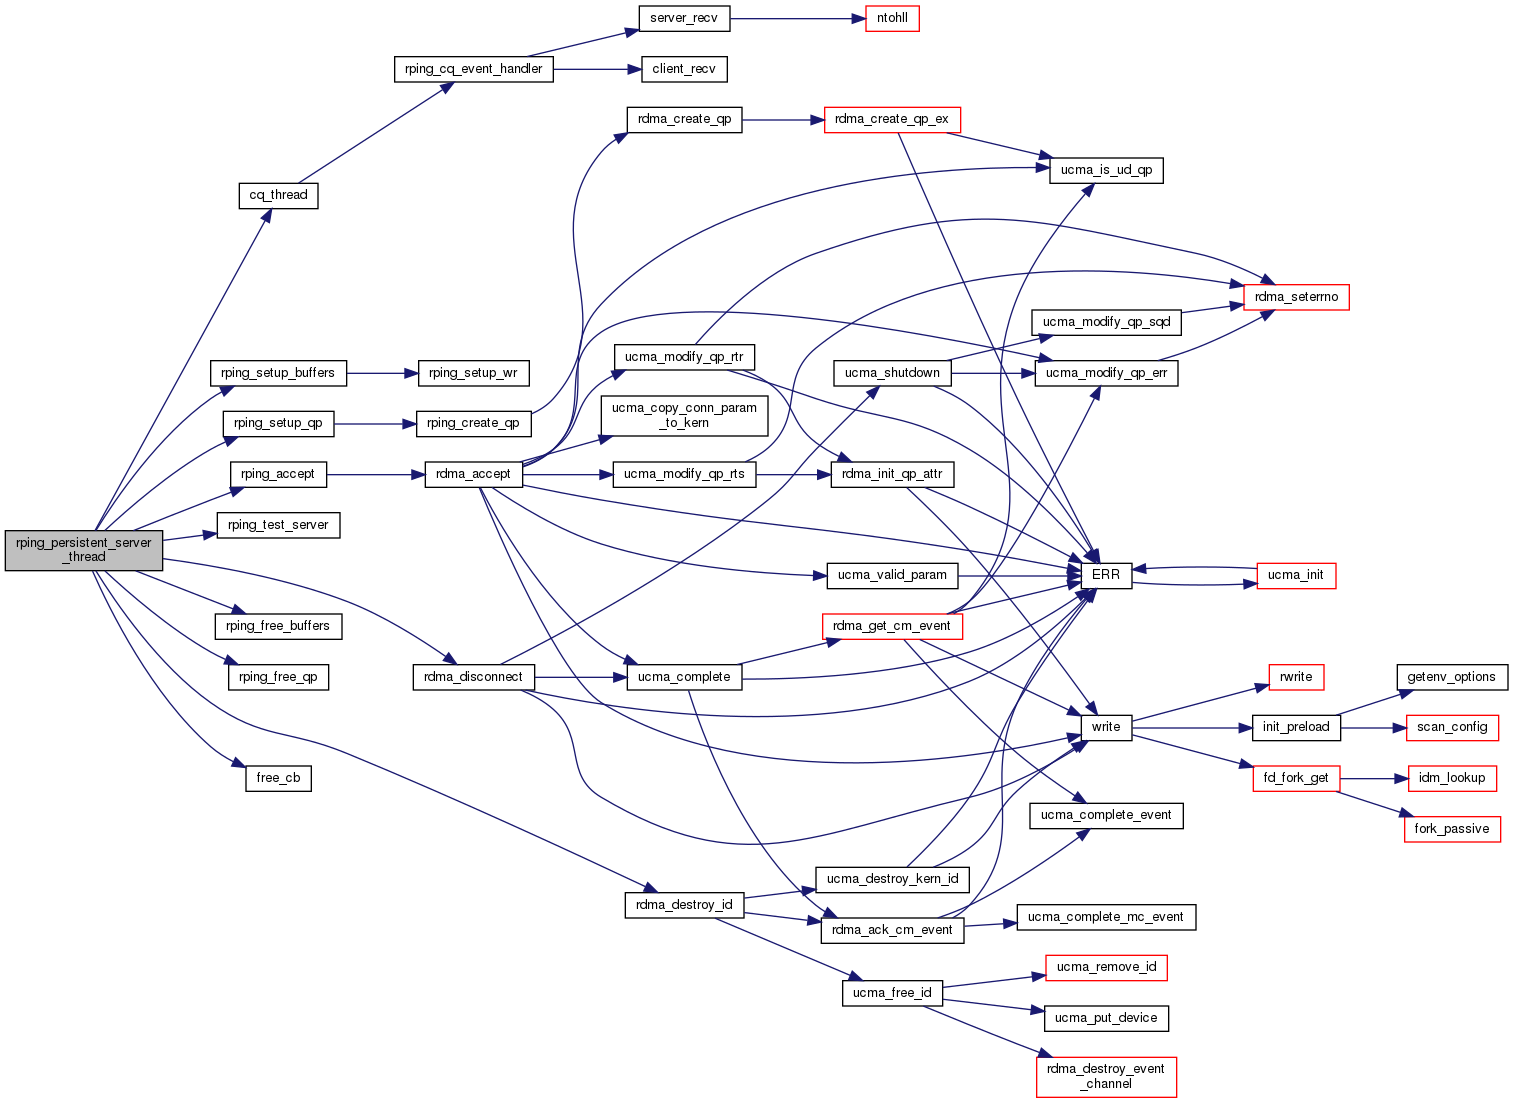 server_recv
ntohll
rping_cq_event_handler
client_recv
rdma_create_qp
rdma_create_qp_ex
ucma_is_ud_qp
cq_thread
rdma_seterrno
ucma_modify_qp_sqd
ucma_modify_qp_rtr
rping_setup_buffers
rping_setup_wr
ucma_shutdown
ucma_modify_qp_err
ucma_copy_conn_param
_to_kern
rping_setup_qp
rping_create_qp
rping_accept
rdma_accept
ucma_modify_qp_rts
rdma_init_qp_attr
rping_test_server
rping_persistent_server
_thread
ucma_valid_param
ERR
ucma_init
rping_free_buffers
rdma_get_cm_event
rping_free_qp
rdma_disconnect
ucma_complete
rwrite
getenv_options
write
init_preload
scan_config
free_cb
fd_fork_get
idm_lookup
ucma_complete_event
fork_passive
ucma_destroy_kern_id
rdma_destroy_id
rdma_ack_cm_event
ucma_complete_mc_event
ucma_remove_id
ucma_free_id
ucma_put_device
rdma_destroy_event
_channel